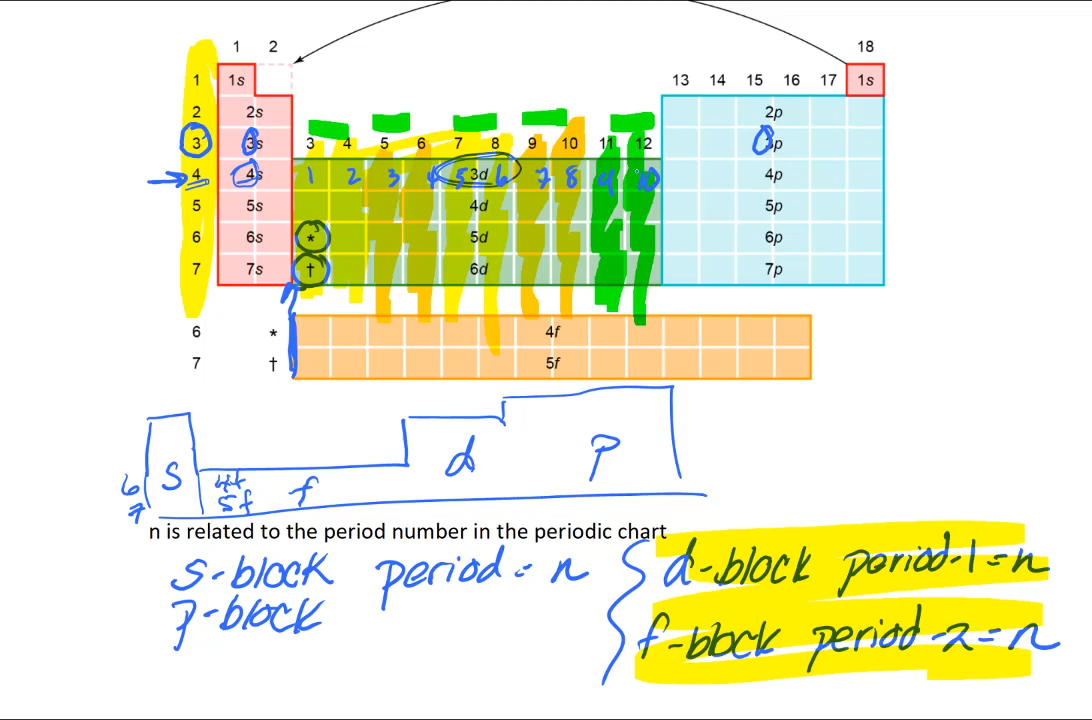 1 2 18
1 1s 1s
13 14 15 16 17
2 2s 2p
3 3s 3 4 5 6 7 8 9 10 11 12 3p
4 4s 1 2 3 4 5 3d 6 7 8 9 10 4p
5 5s 4d 5p
6 6s * 5d 6p
7 7s † 6d 7p
6 * 4f
7 † 5f
S d p
6 4f f
7 5f
n is related to the period number in the periodic chart
s-block period = n d-block period-1=n
p-block f-block period-2=n